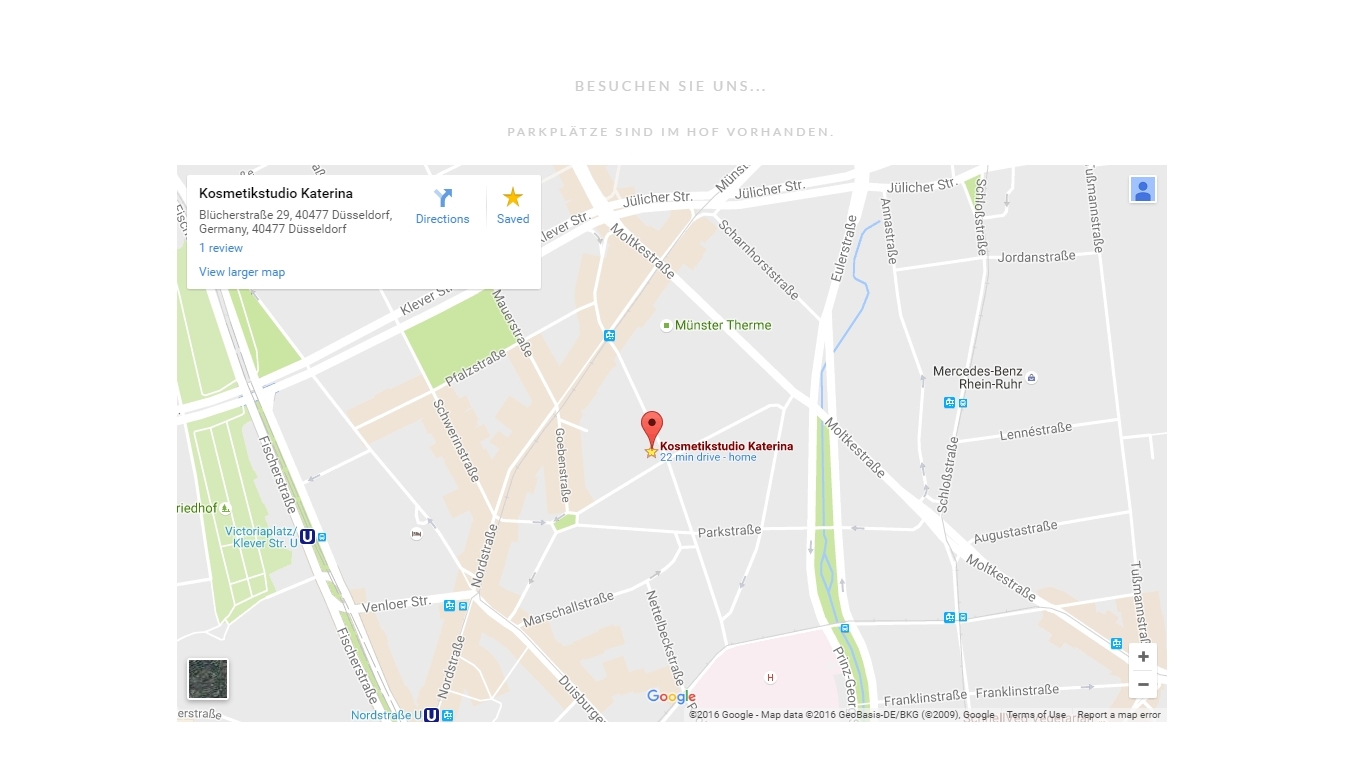 BESUCHEN SIE UNS...
PARKPLÄTZE SIND IM HOF VORHANDEN.
Kosmetikstudio Katerina
Blücherstraße 29, 40477 Düsseldorf,
Germany, 40477 Düsseldorf
1 review
View larger map
Directions
Saved
Jülicher Str.
Münst
Jülicher Str.
Jülicher Str.
Klever Str.
Moltkestraße
Scharnhorststraße
Eulerstraße
Annastraße
Schloßstraße
Tußmannstraße
Jordanstraße
Klever Str.
Mauerstraße
Münster Therme
Pfalzstraße
Mercedes-Benz
Rhein-Ruhr
Schwerinstraße
Goebenstraße
Kosmetikstudio Katerina
22 min drive - home
Moltkestraße
Lennéstraße
Schloßstraße
Fischerstraße
riedhof
Victoriaplatz/
Klever Str. U
U
Nordstraße
Parkstraße
Augustastraße
Moltkestraße
Tußmannstraß
Venloer Str.
Marschallstraße
Nettelbeckstraße
Fischerstraße
Nordstraße
Duisburge
Prinz-Geor
H
Franklinstraße
Franklinstraße
erstraße
Nordstraße U
U
Google
+
−
©2016 Google - Map data ©2016 GeoBasis-DE/BKG (©2009), Google
Terms of Use
Report a map error